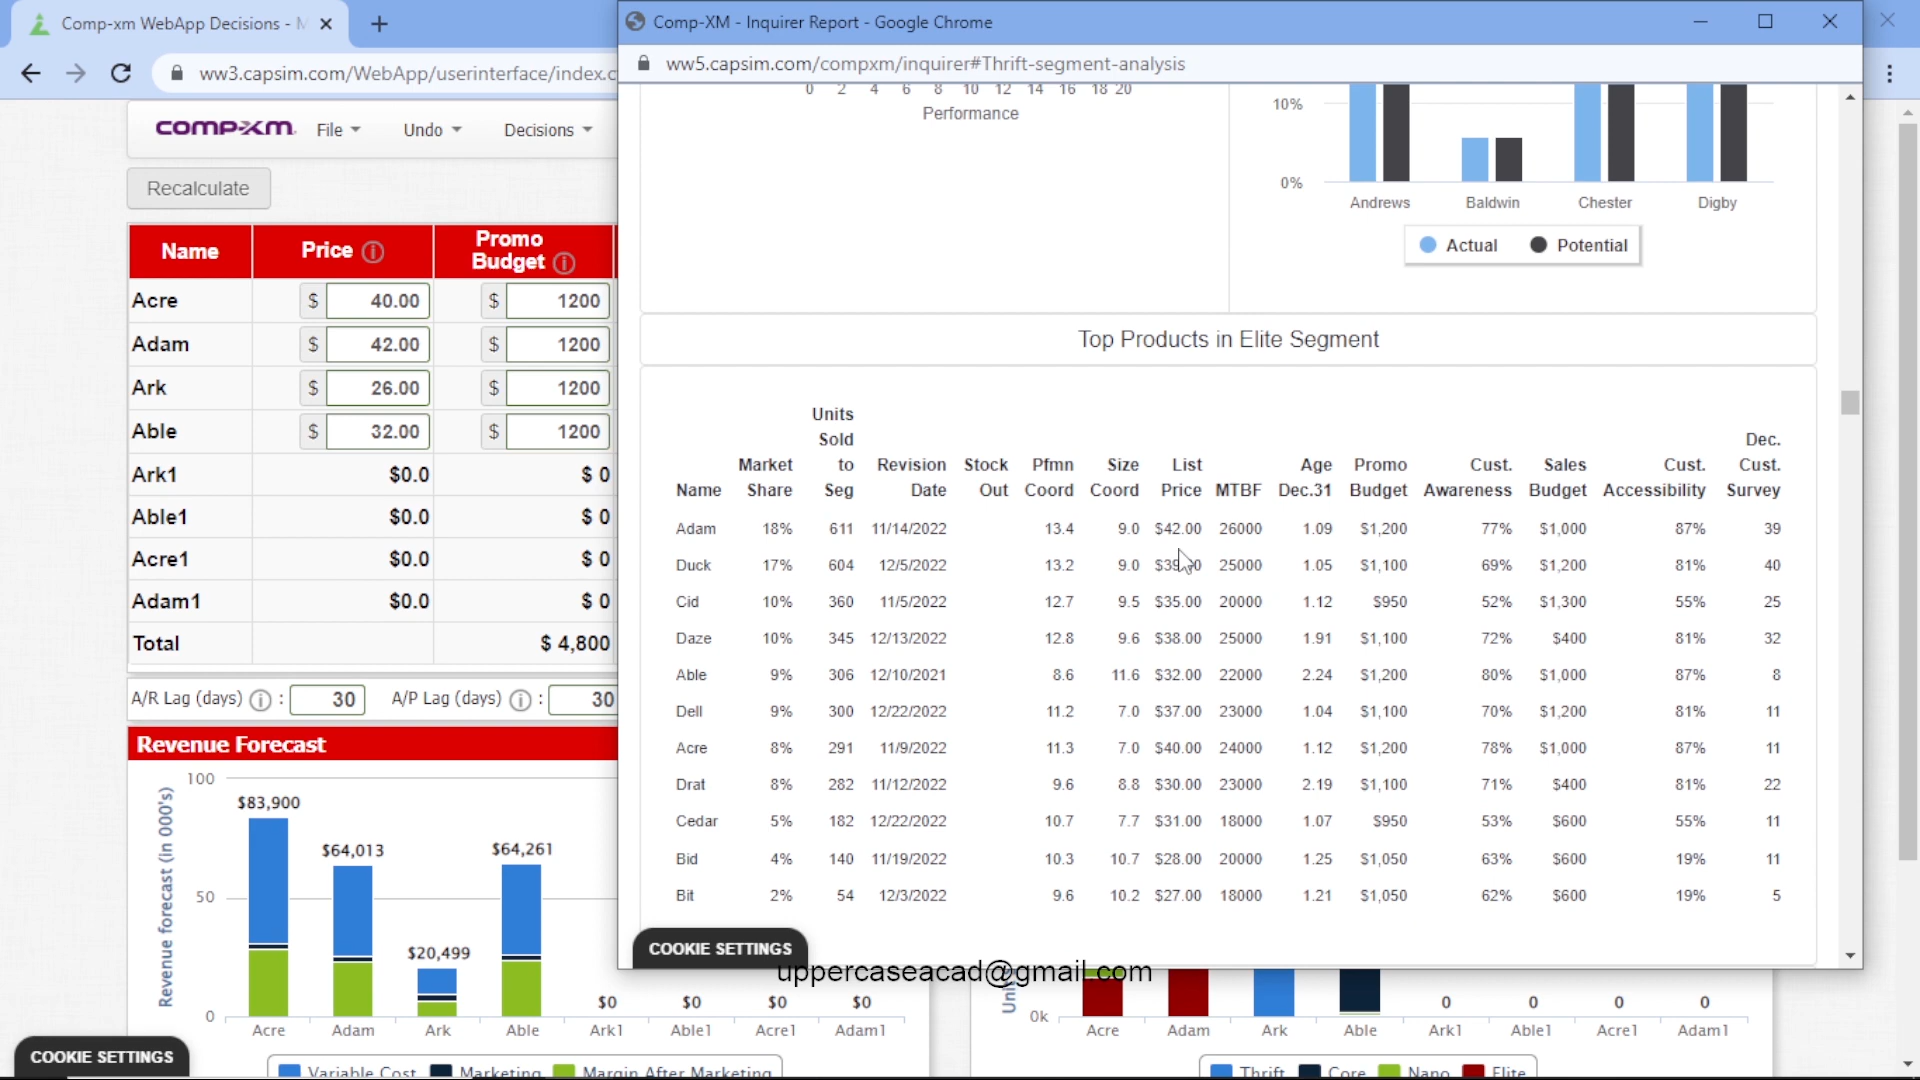 Comp-xm WebApp Decisions - M
ww3.capsim.com/WebApp/userinterface/index.c
COMP-XM File Undo Decisions
Recalculate
Name Price Promo Budget
Acre $ 40.00 $ 1200
Adam $ 42.00 $ 1200
Ark $ 26.00 $ 1200
Able $ 32.00 $ 1200
Ark1 $0.0 $ 0
Able1 $0.0 $ 0
Acre1 $0.0 $ 0
Adam1 $0.0 $ 0
Total $ 4,800
A/R Lag (days) : 30 A/P Lag (days) : 30
Revenue Forecast
Revenue forecast (in 000's)
100
50
0
$83,900 $64,013 $20,499 $64,261 $0 $0 $0 $0
Acre Adam Ark Able Ark1 Able1 Acre1 Adam1
Variable Cost Marketing Margin After Marketing
COOKIE SETTINGS
Comp-XM - Inquirer Report - Google Chrome
ww5.capsim.com/compxm/inquirer#Thrift-segment-analysis
0 2 4 6 8 10 12 14 16 18 20
Performance
10%
0%
Andrews Baldwin Chester Digby
Actual Potential
Top Products in Elite Segment
Name Market Share Units Sold to Seg Revision Date Stock Out Pfmn Coord Size Coord List Price MTBF Age Dec.31 Promo Budget Cust. Awareness Sales Budget Cust. Accessibility Dec. Cust. Survey
Adam 18% 611 11/14/2022 13.4 9.0 $42.00 26000 1.09 $1,200 77% $1,000 87% 39
Duck 17% 604 12/5/2022 13.2 9.0 25000 1.05 $1,100 69% $1,200 81% 40
Cid 10% 360 11/5/2022 12.7 9.5 $35.00 20000 1.12 $950 52% $1,300 55% 25
Daze 10% 345 12/13/2022 12.8 9.6 $38.00 25000 1.91 $1,100 72% $400 81% 32
Able 9% 306 12/10/2021 8.6 11.6 $32.00 22000 2.24 $1,200 80% $1,000 87% 8
Dell 9% 300 12/22/2022 11.2 7.0 $37.00 23000 1.04 $1,100 70% $1,200 81% 11
Acre 8% 291 11/9/2022 11.3 7.0 $40.00 24000 1.12 $1,200 78% $1,000 87% 11
Drat 8% 282 11/12/2022 9.6 8.8 $30.00 23000 2.19 $1,100 71% $400 81% 22
Cedar 5% 182 12/22/2022 10.7 7.7 $31.00 18000 1.07 $950 53% $600 55% 11
Bid 4% 140 11/19/2022 10.3 10.7 $28.00 20000 1.25 $1,050 63% $600 19% 11
Bit 2% 54 12/3/2022 9.6 10.2 $27.00 18000 1.21 $1,050 62% $600 19% 5
COOKIE SETTINGS
uppercaseacad@gmail.com
0k
0 0 0 0
Acre Adam Ark Able Ark1 Able1 Acre1 Adam1
Thrift Core Nano Elite